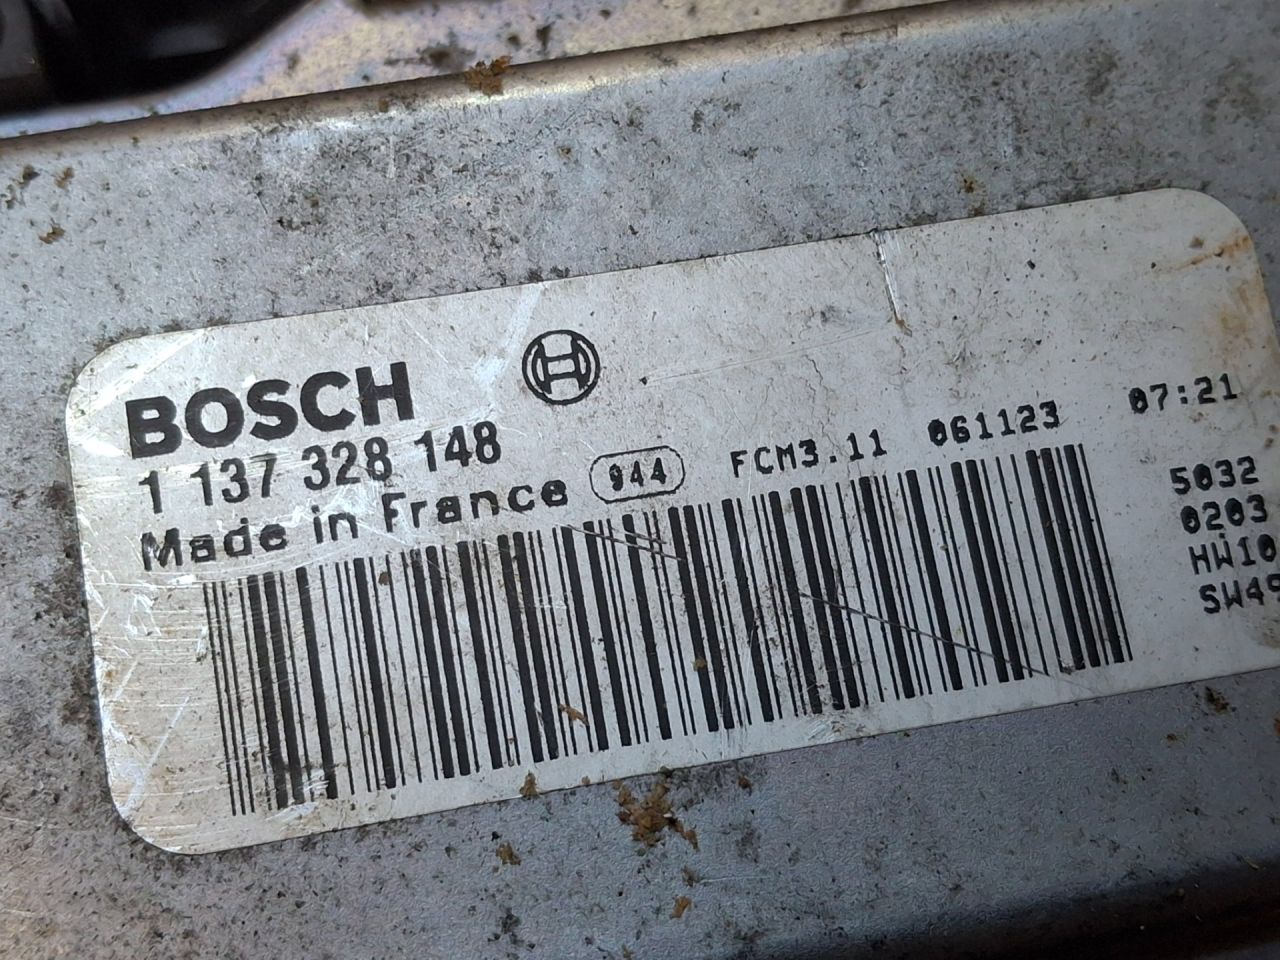 BOSCH
1 137 328 148
Made in France 944 FCM3.11 061123 07:21
5032
0203
HW10
SW49